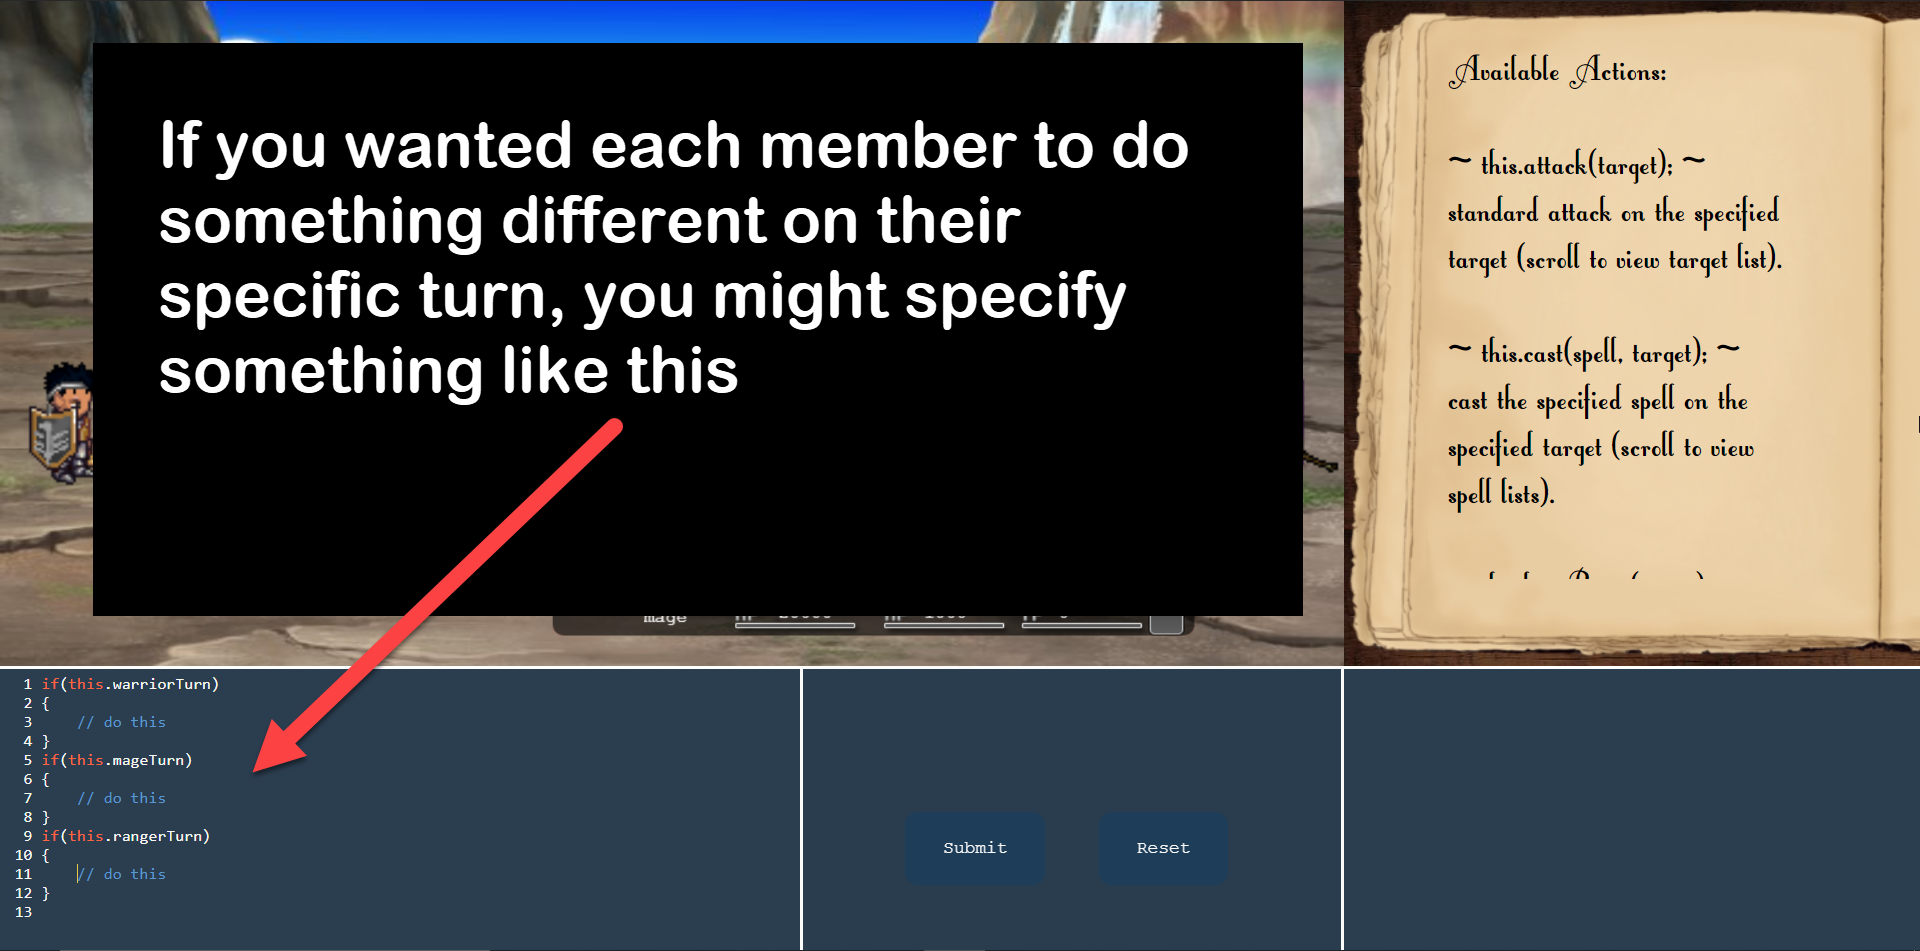 If you wanted each member to do
something different on their
specific turn, you might specify
something like this
Available Actions:
~ this.attack(target); ~
standard attack on the specified
target (scroll to view target list).
~ this.cast(spell, target); ~
cast the specified spell on the
specified target (scroll to view
spell lists).
mage
1 if(this.warriorTurn)
2 {
3 // do this
4 }
5 if(this.mageTurn)
6 {
7 // do this
8 }
9 if(this.rangerTurn)
10 {
11 // do this
12 }
13
Submit
Reset